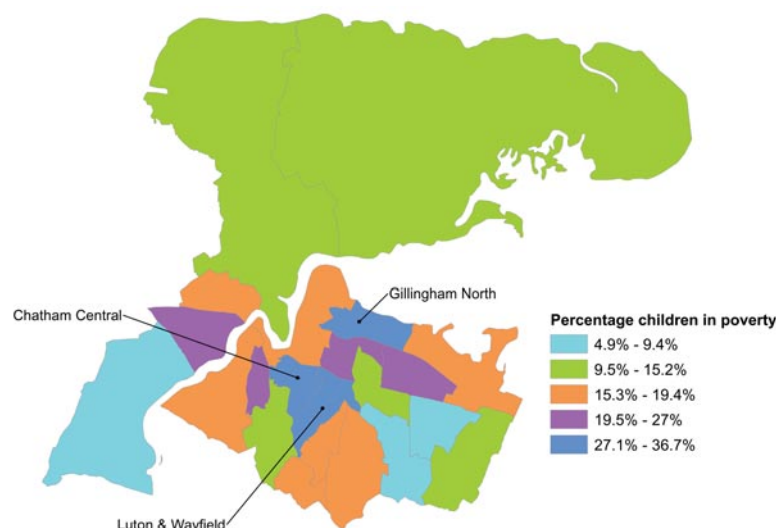 Gillingham North
Chatham Central
Percentage children in poverty
4.9% - 9.4%
9.5% - 15.2%
15.3% - 19.4%
19.5% - 27%
27.1% - 36.7%
Luton & Wayfield